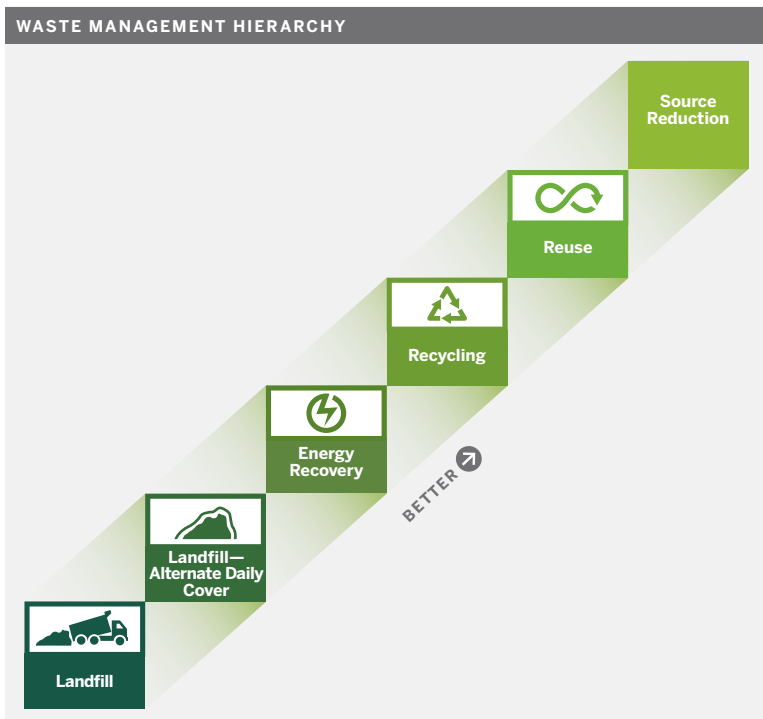 WASTE MANAGEMENT HIERARCHY
Source
Reduction
Reuse
Recycling
Energy
Recovery
BETTER
Landfill—
Alternate Daily
Cover
Landfill